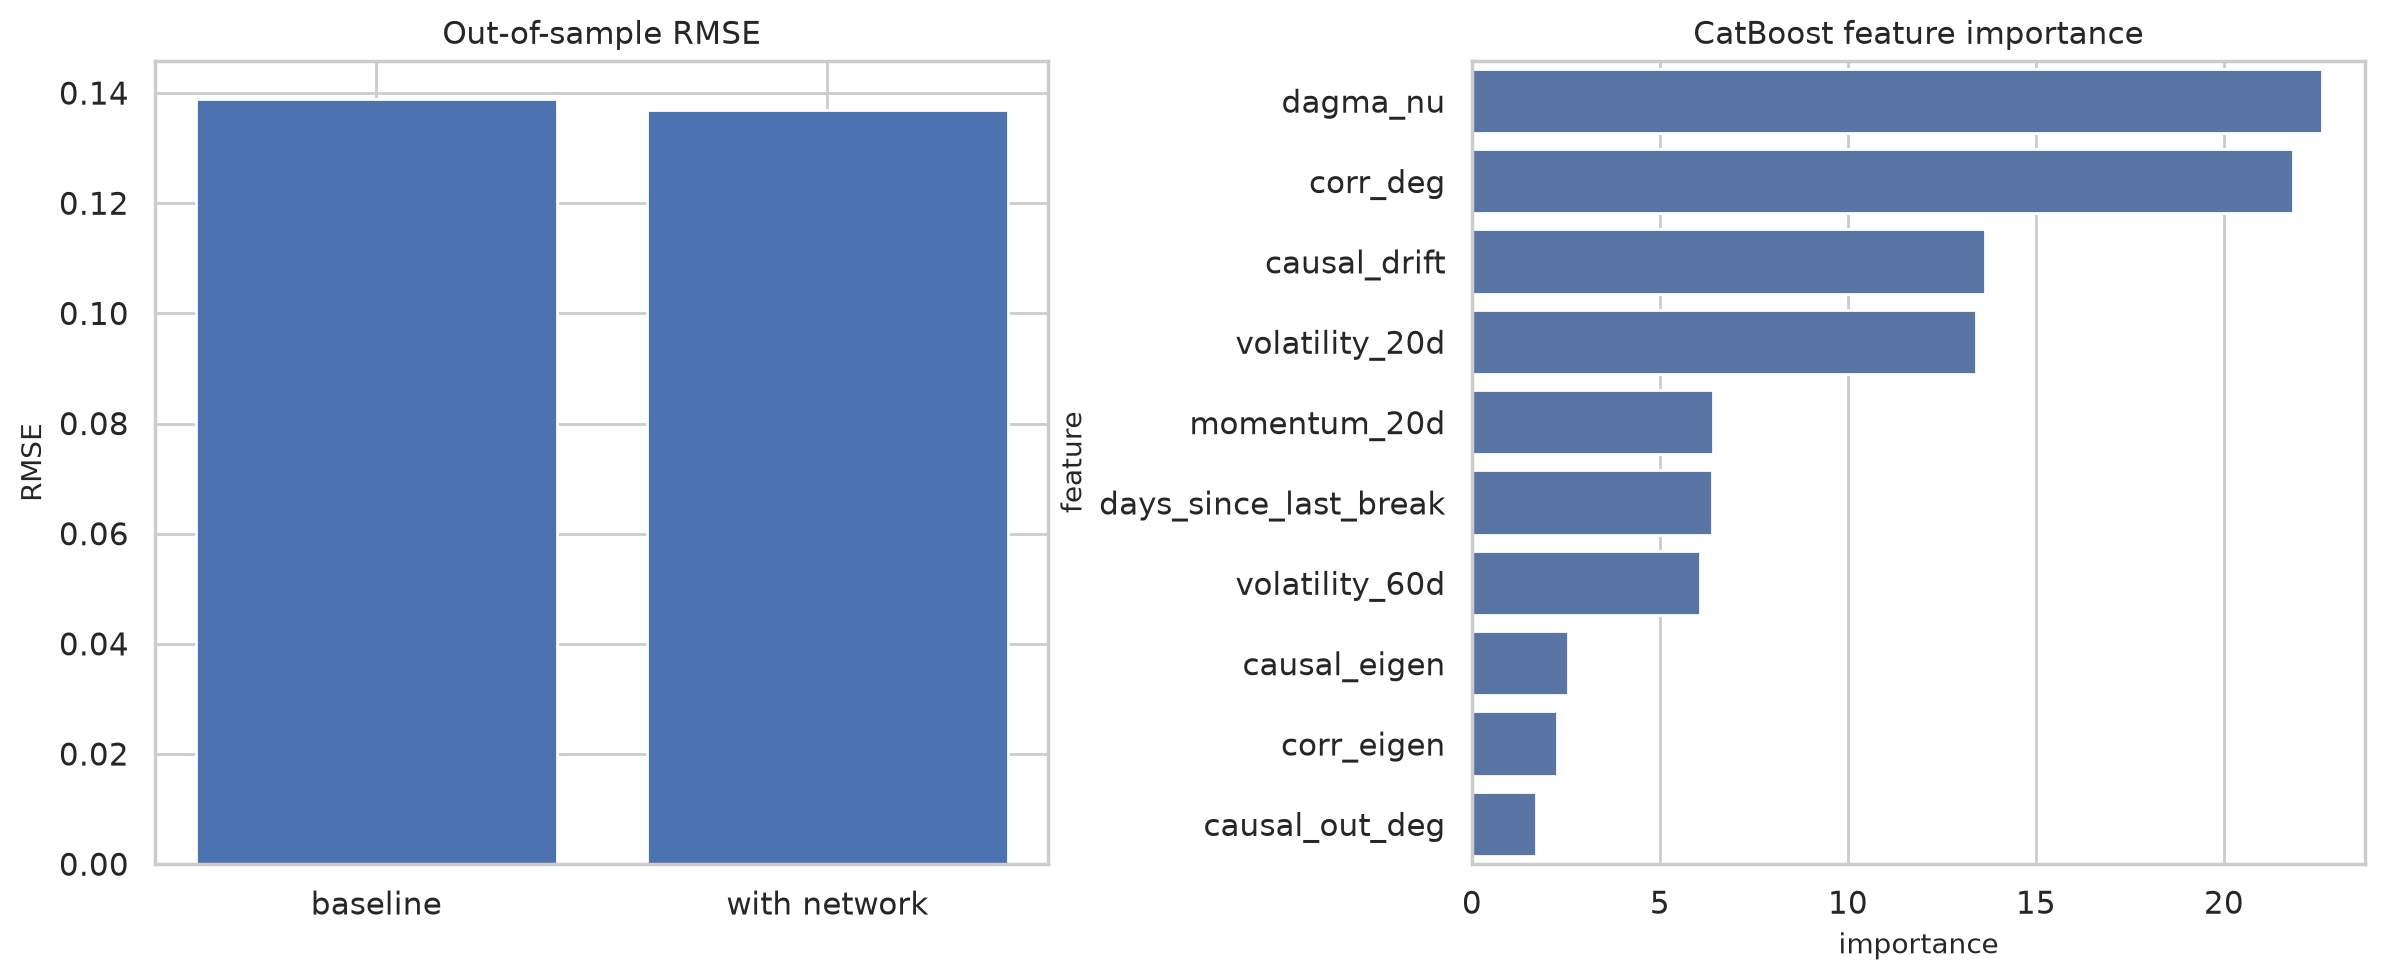 Out-of-sample RMSE
RMSE
0.14
0.12
0.10
0.08
0.06
0.04
0.02
0.00
baseline
with network
CatBoost feature importance
feature
dagma_nu
corr_deg
causal_drift
volatility_20d
momentum_20d
days_since_last_break
volatility_60d
causal_eigen
corr_eigen
causal_out_deg
0 5 10 15 20
importance